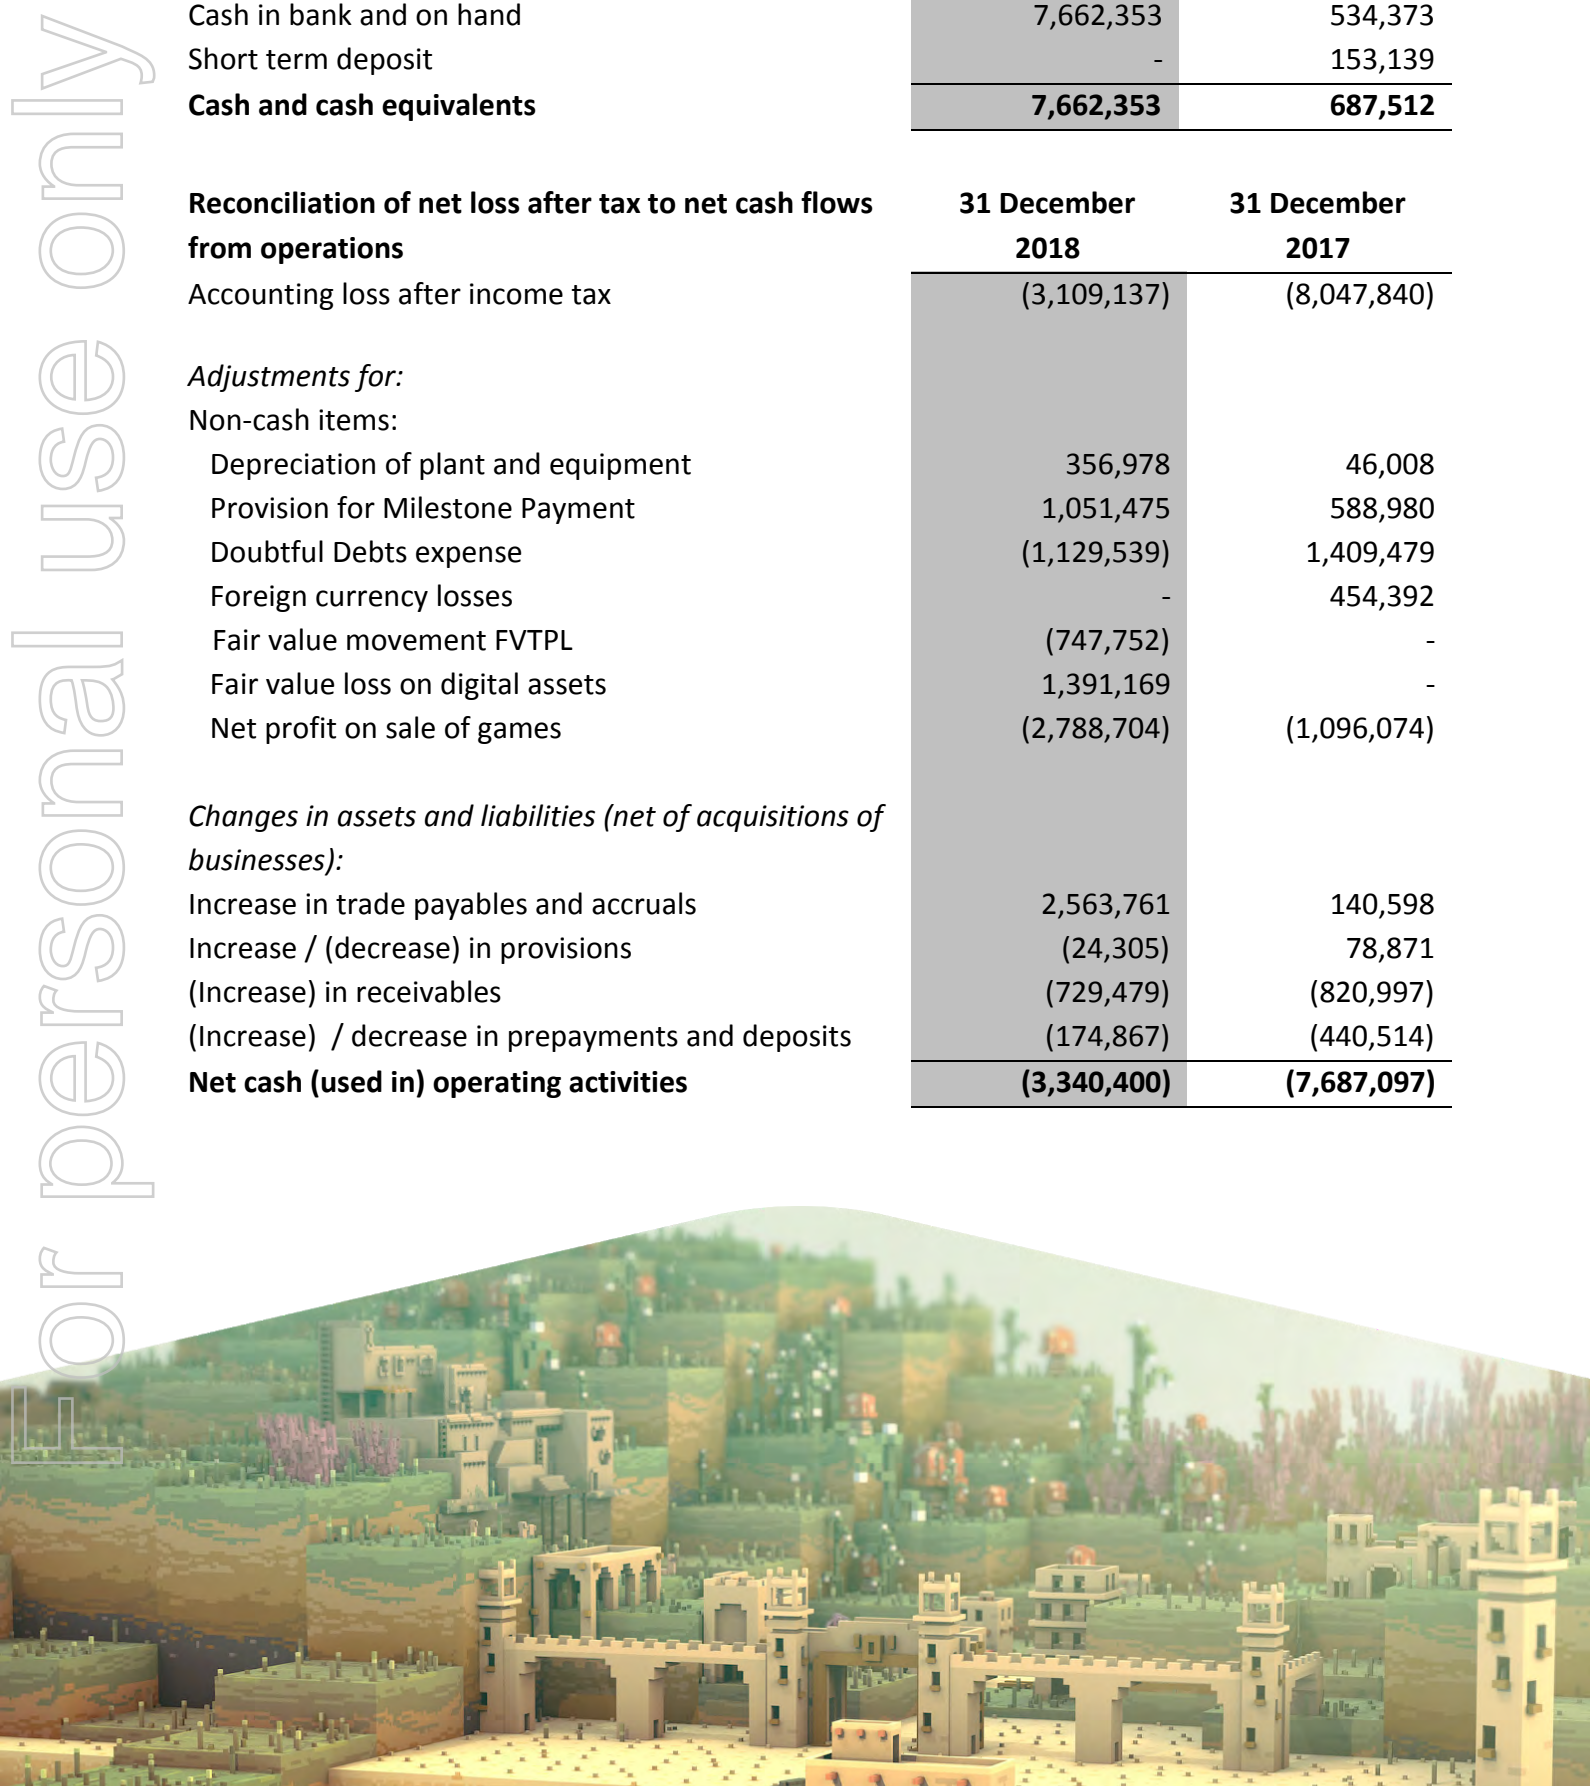 Cash in bank and on hand 7,662,353 534,373
Short term deposit - 153,139
Cash and cash equivalents 7,662,353 687,512
Reconciliation of net loss after tax to net cash flows 31 December 31 December
from operations 2018 2017
Accounting loss after income tax (3,109,137) (8,047,840)
Adjustments for:
Non-cash items:
Depreciation of plant and equipment 356,978 46,008
Provision for Milestone Payment 1,051,475 588,980
Doubtful Debts expense (1,129,539) 1,409,479
Foreign currency losses - 454,392
Fair value movement FVTPL (747,752) -
Fair value loss on digital assets 1,391,169 -
Net profit on sale of games (2,788,704) (1,096,074)
Changes in assets and liabilities (net of acquisitions of
businesses):
Increase in trade payables and accruals 2,563,761 140,598
Increase / (decrease) in provisions (24,305) 78,871
(Increase) in receivables (729,479) (820,997)
(Increase) / decrease in prepayments and deposits (174,867) (440,514)
Net cash (used in) operating activities (3,340,400) (7,687,097)
For personal use only